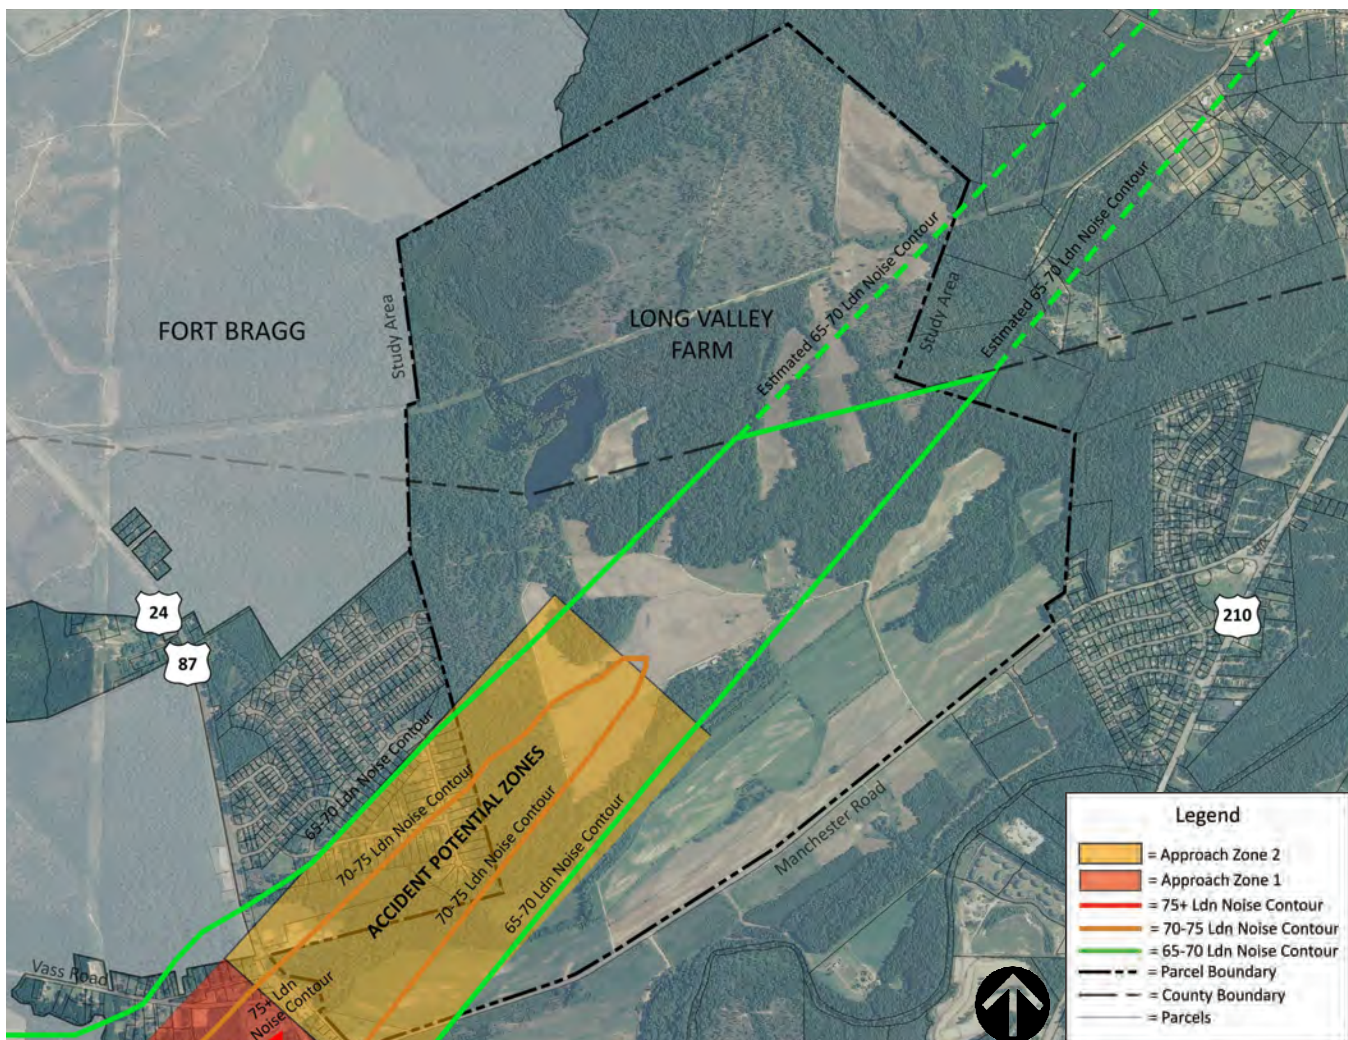 FORT BRAGG
Study Area
LONG VALLEY
FARM
Estimated 65-70 Ldn Noise Contour
Study Area
Estimated 65-70 Ldn Noise Contour
24
87
210
65-70 Ldn Noise Contour
70-75 Ldn Noise Contour
ACCIDENT POTENTIAL ZONES
70-75 Ldn Noise Contour
65-70 Ldn Noise Contour
Manchester Road
Vass Road
75+ Ldn
Noise Contour
Legend
= Approach Zone 2
= Approach Zone 1
= 75+ Ldn Noise Contour
= 70-75 Ldn Noise Contour
= 65-70 Ldn Noise Contour
= Parcel Boundary
= County Boundary
= Parcels